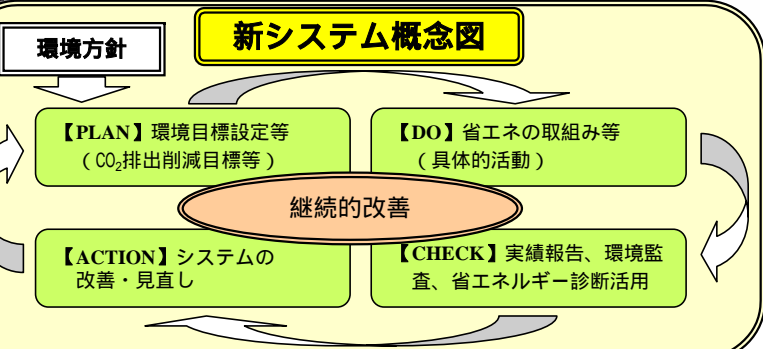 新システム概念図
環境方針
【PLAN】環境目標設定等
（CO₂排出削減目標等）
【DO】省エネの取組み等
（具体的活動）
継続的改善
【ACTION】システムの
改善・見直し
【CHECK】実績報告、環境監
査、省エネルギー診断活用